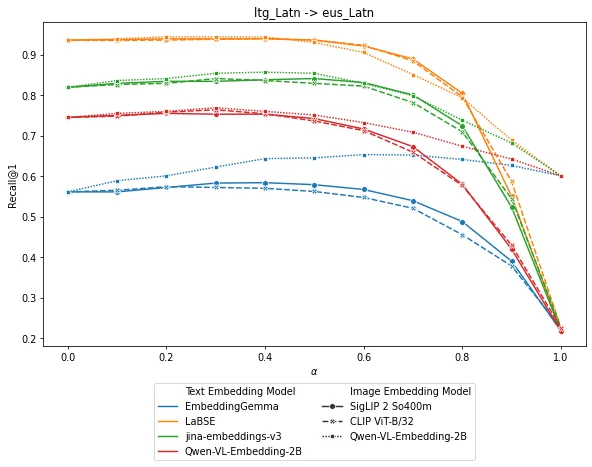 ltg_Latn -> eus_Latn
Recall@1
0.9
0.8
0.7
0.6
0.5
0.4
0.3
0.2
0.0 0.2 0.4 0.6 0.8 1.0
α
Text Embedding Model Image Embedding Model
EmbeddingGemma SigLIP 2 So400m
LaBSE CLIP ViT-B/32
jina-embeddings-v3 Qwen-VL-Embedding-2B
Qwen-VL-Embedding-2B